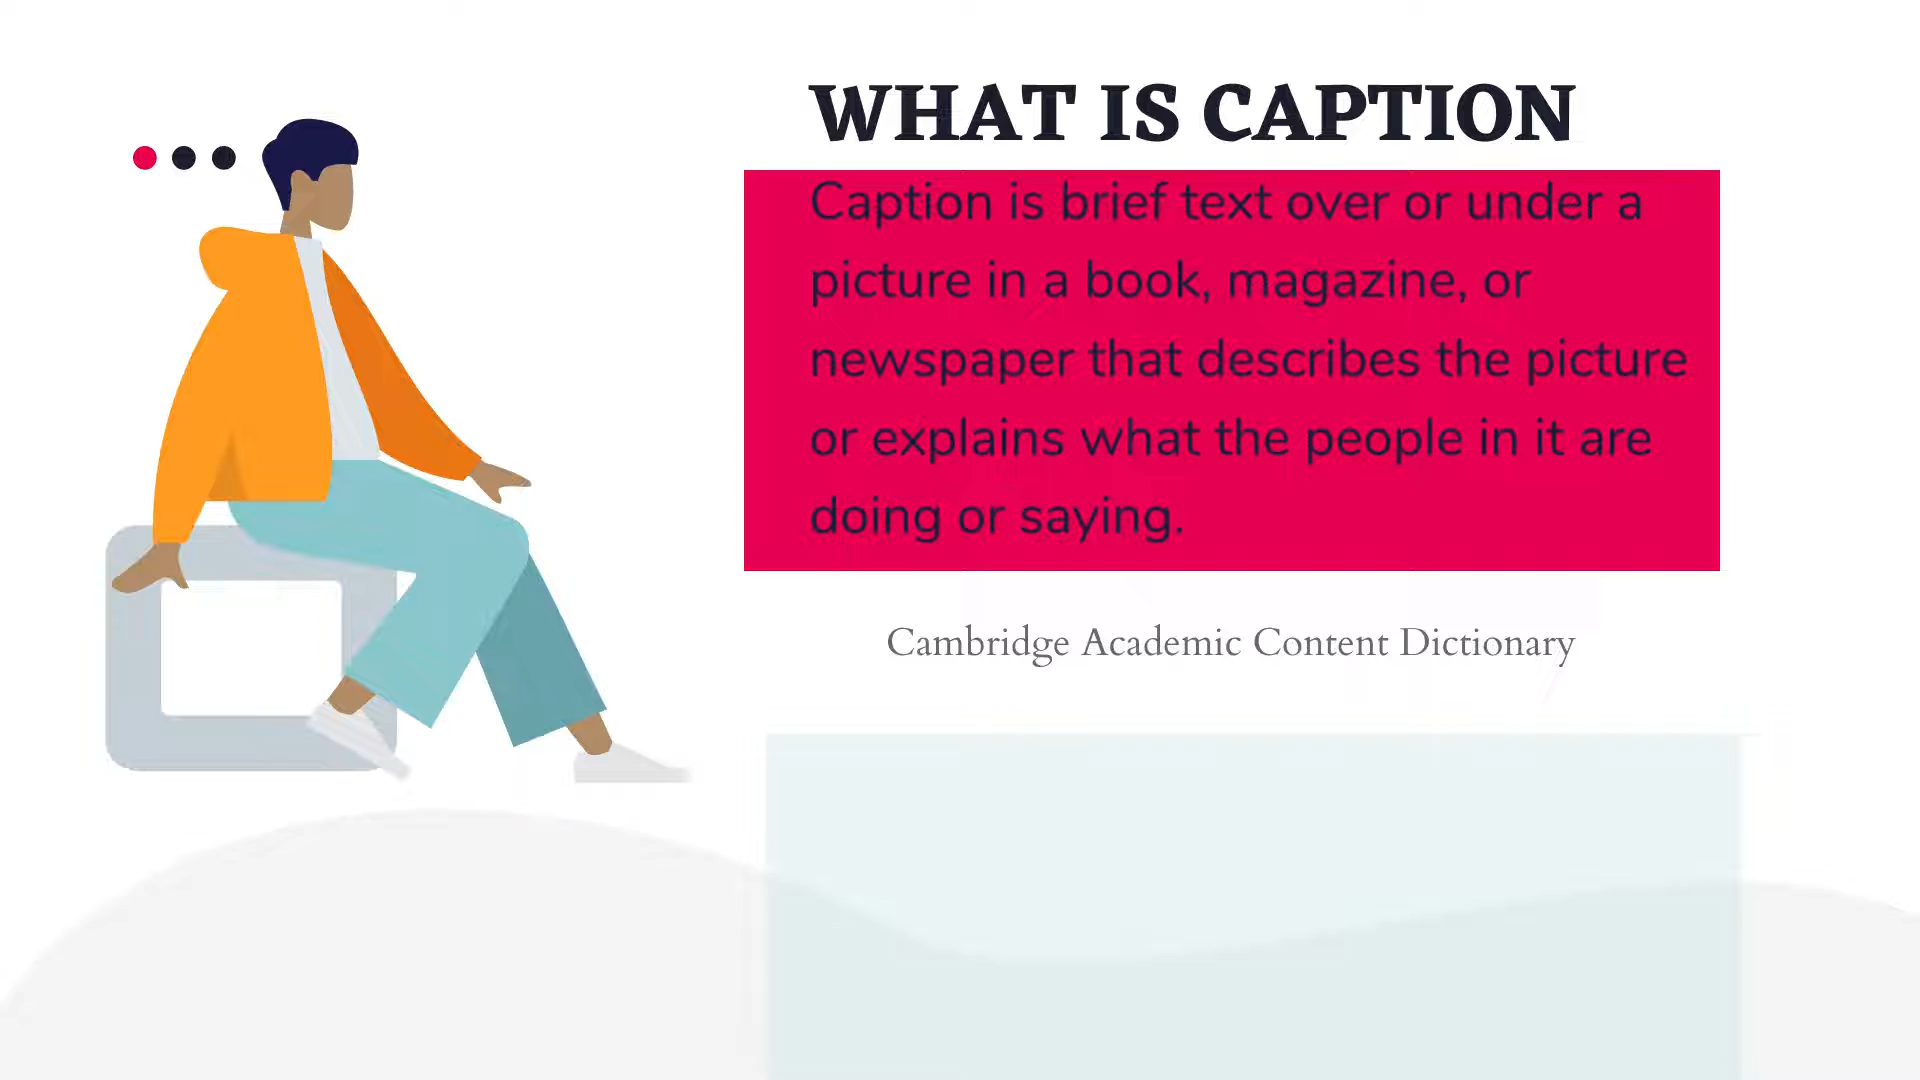 WHAT IS CAPTION
Caption is brief text over or under a
picture in a book, magazine, or
newspaper that describes the picture
or explains what the people in it are
doing or saying.
Cambridge Academic Content Dictionary